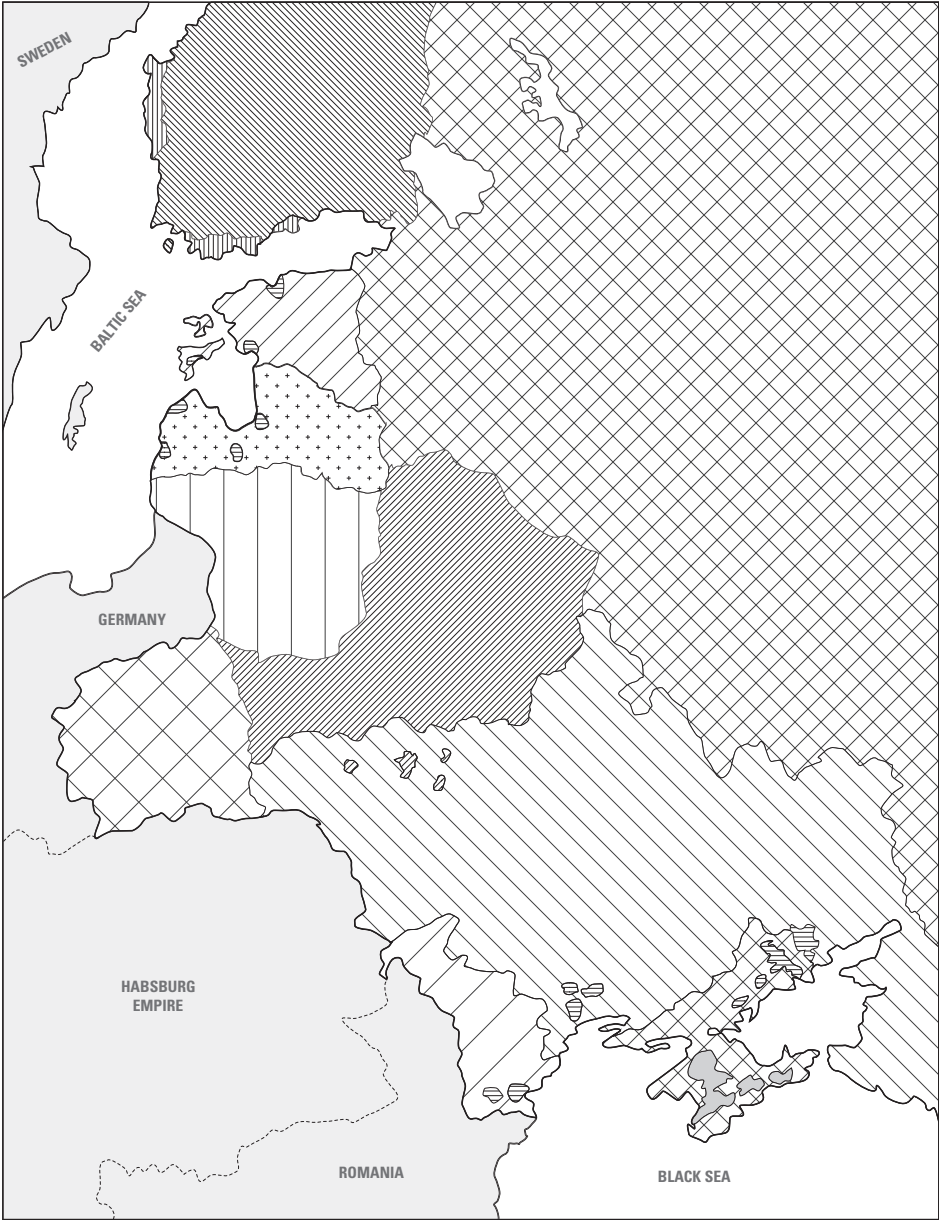 SWEDEN
BALTIC SEA
GERMANY
HABSBURG
EMPIRE
ROMANIA
BLACK SEA